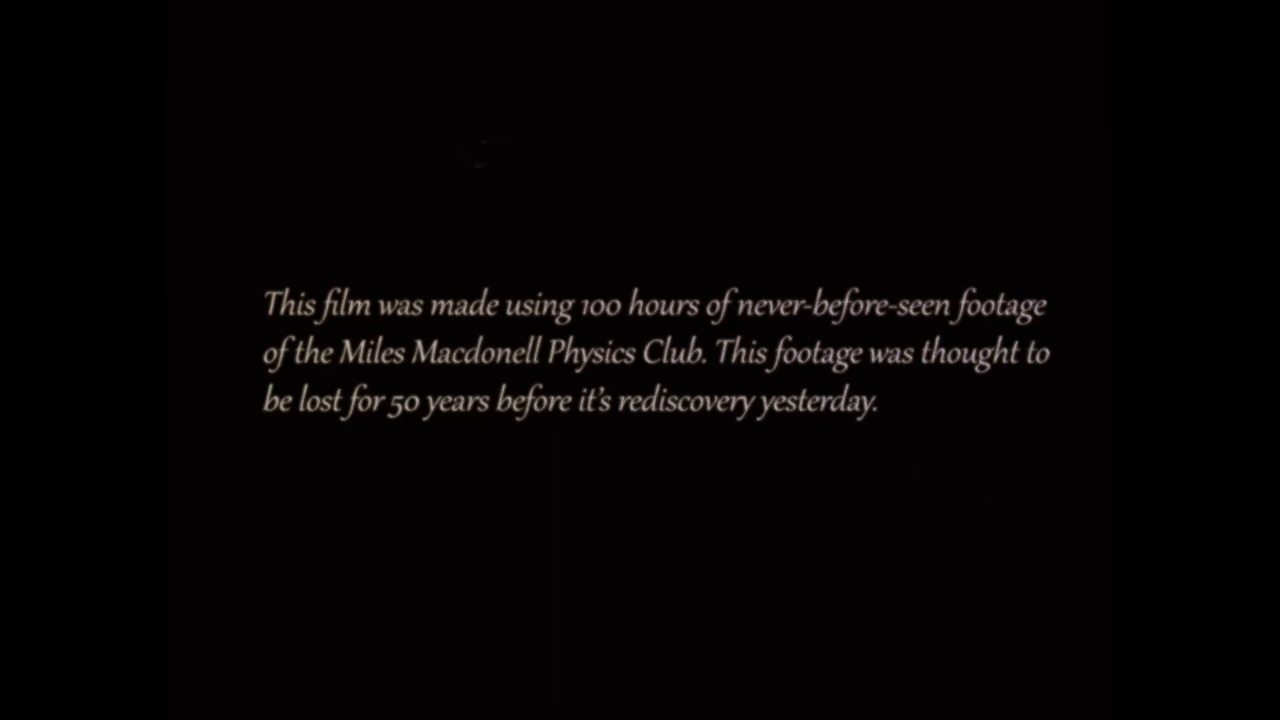 This film was made using 100 hours of never-before-seen footage
of the Miles Macdonell Physics Club. This footage was thought to
be lost for 50 years before it's rediscovery yesterday.